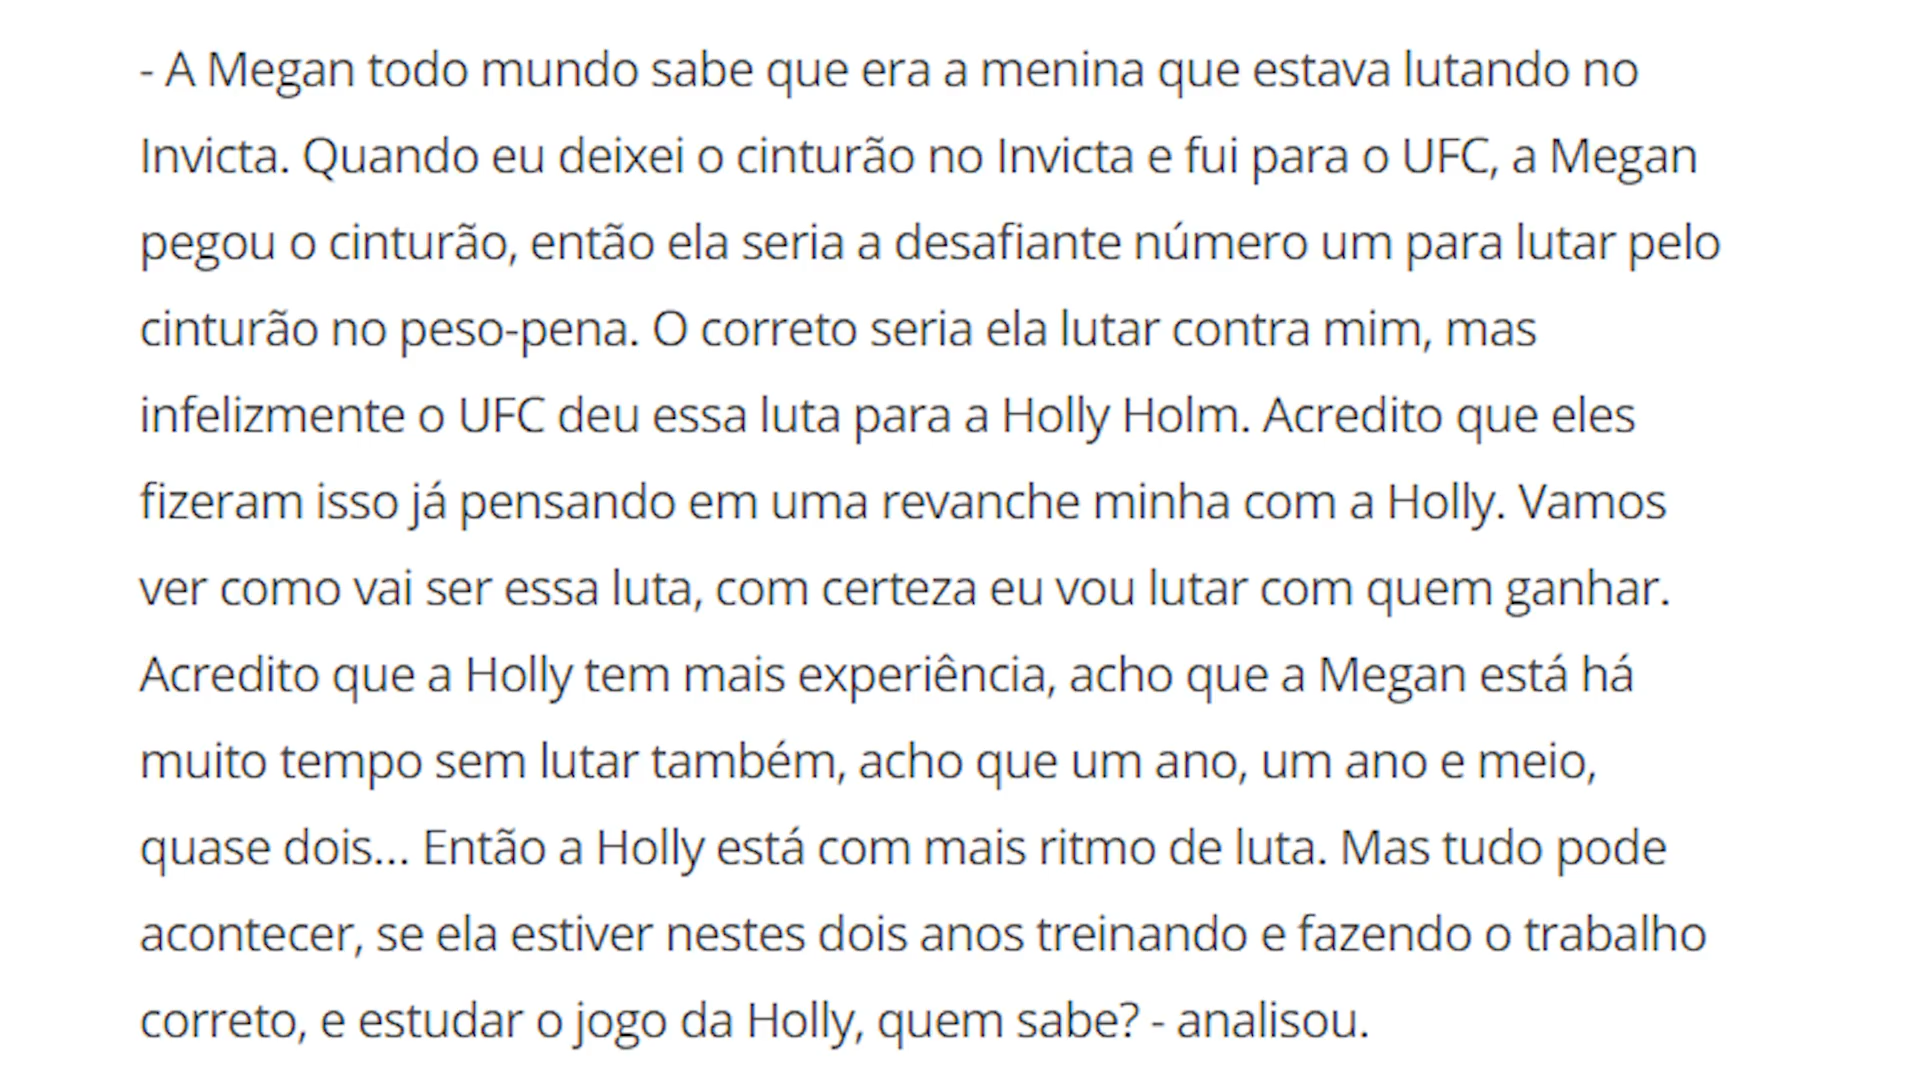 - A Megan todo mundo sabe que era a menina que estava lutando no
Invicta. Quando eu deixei o cinturão no Invicta e fui para o UFC, a Megan
pegou o cinturão, então ela seria a desafiante número um para lutar pelo
cinturão no peso-pena. O correto seria ela lutar contra mim, mas
infelizmente o UFC deu essa luta para a Holly Holm. Acredito que eles
fizeram isso já pensando em uma revanche minha com a Holly. Vamos
ver como vai ser essa luta, com certeza eu vou lutar com quem ganhar.
Acredito que a Holly tem mais experiência, acho que a Megan está há
muito tempo sem lutar também, acho que um ano, um ano e meio,
quase dois... Então a Holly está com mais ritmo de luta. Mas tudo pode
acontecer, se ela estiver nestes dois anos treinando e fazendo o trabalho
correto, e estudar o jogo da Holly, quem sabe? - analisou.